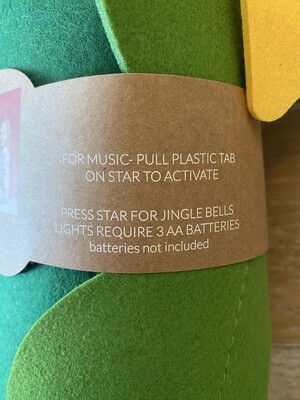 FOR MUSIC- PULL PLASTIC TAB
ON STAR TO ACTIVATE
PRESS STAR FOR JINGLE BELLS
LIGHTS REQUIRE 3 AA BATTERIES
batteries not included